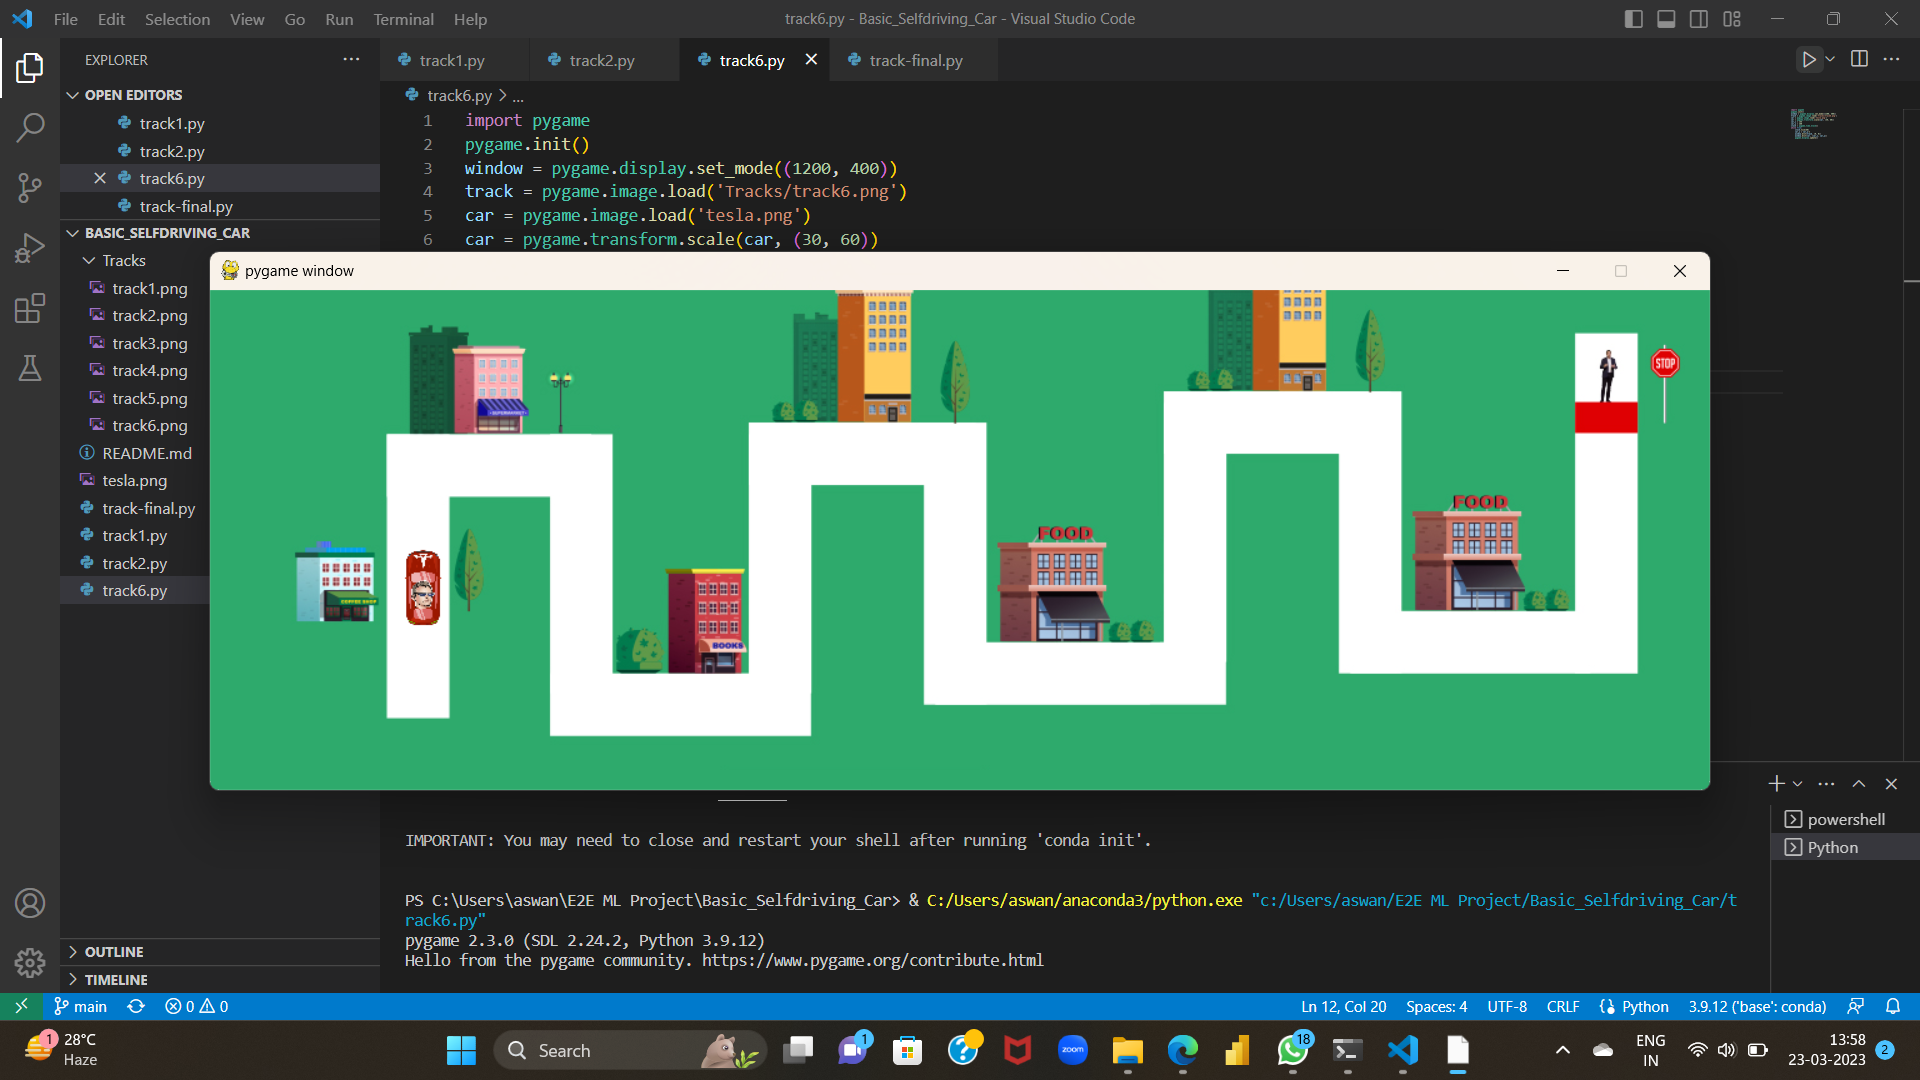 File Edit Selection View Go Run Terminal Help
track6.py - Basic_Selfdriving_Car - Visual Studio Code
EXPLORER
OPEN EDITORS
track1.py
track2.py
track6.py
track-final.py
BASIC_SELFDRIVING_CAR
Tracks
track1.png
track2.png
track3.png
track4.png
track5.png
track6.png
README.md
tesla.png
track-final.py
track1.py
track2.py
track6.py
OUTLINE
TIMELINE
track1.py track2.py track6.py track-final.py
track6.py > ...
1 import pygame
2 pygame.init()
3 window = pygame.display.set_mode((1200, 400))
4 track = pygame.image.load('Tracks/track6.png')
5 car = pygame.image.load('tesla.png')
6 car = pygame.transform.scale(car, (30, 60))
pygame window
SUPERMARKET
STOP
FOOD
FOOD
COFFEE SHOP
BOOKS
IMPORTANT: You may need to close and restart your shell after running 'conda init'.
PS C:\Users\aswan\E2E ML Project\Basic_Selfdriving_Car> & C:/Users/aswan/anaconda3/python.exe "c:/Users/aswan/E2E ML Project/Basic_Selfdriving_Car/t
rack6.py"
pygame 2.3.0 (SDL 2.24.2, Python 3.9.12)
Hello from the pygame community. https://www.pygame.org/contribute.html
powershell
Python
main 0 0
Ln 12, Col 20 Spaces: 4 UTF-8 CRLF Python 3.9.12 ('base': conda)
1
28°C
Haze
Search
1
zoom
18
ENG
IN
13:58
23-03-2023
2